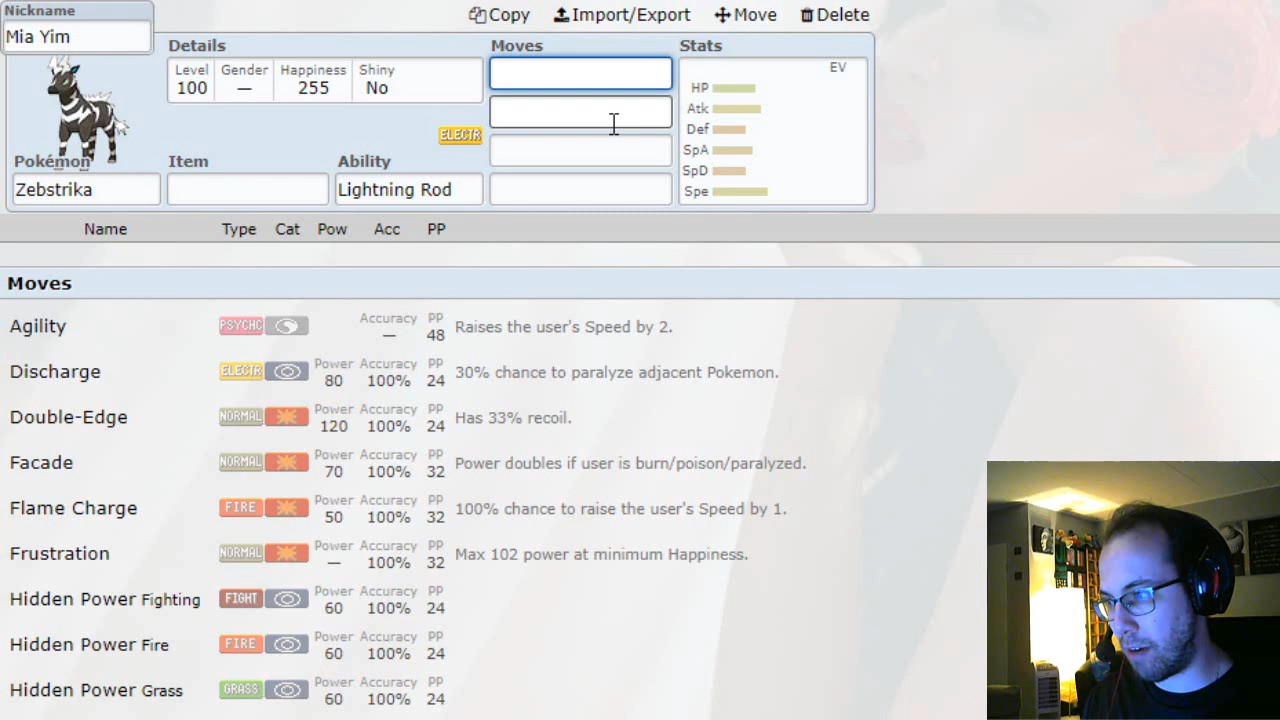 Nickname
Mia Yim
Copy Import/Export Move Delete
Details
Level Gender Happiness Shiny
100 — 255 No
ELECTR
Pokémon
Zebstrika
Item
Ability
Lightning Rod
Moves
Stats
EV
HP
Atk
Def
SpA
SpD
Spe
Name Type Cat Pow Acc PP
Moves
Agility PSYCHC Accuracy — PP 48 Raises the user's Speed by 2.
Discharge ELECTR Power 80 Accuracy 100% PP 24 30% chance to paralyze adjacent Pokemon.
Double-Edge NORMAL Power 120 Accuracy 100% PP 24 Has 33% recoil.
Facade NORMAL Power 70 Accuracy 100% PP 32 Power doubles if user is burn/poison/paralyzed.
Flame Charge FIRE Power 50 Accuracy 100% PP 32 100% chance to raise the user's Speed by 1.
Frustration NORMAL Power — Accuracy 100% PP 32 Max 102 power at minimum Happiness.
Hidden Power Fighting FIGHT Power 60 Accuracy 100% PP 24
Hidden Power Fire FIRE Power 60 Accuracy 100% PP 24
Hidden Power Grass GRASS Power 60 Accuracy 100% PP 24